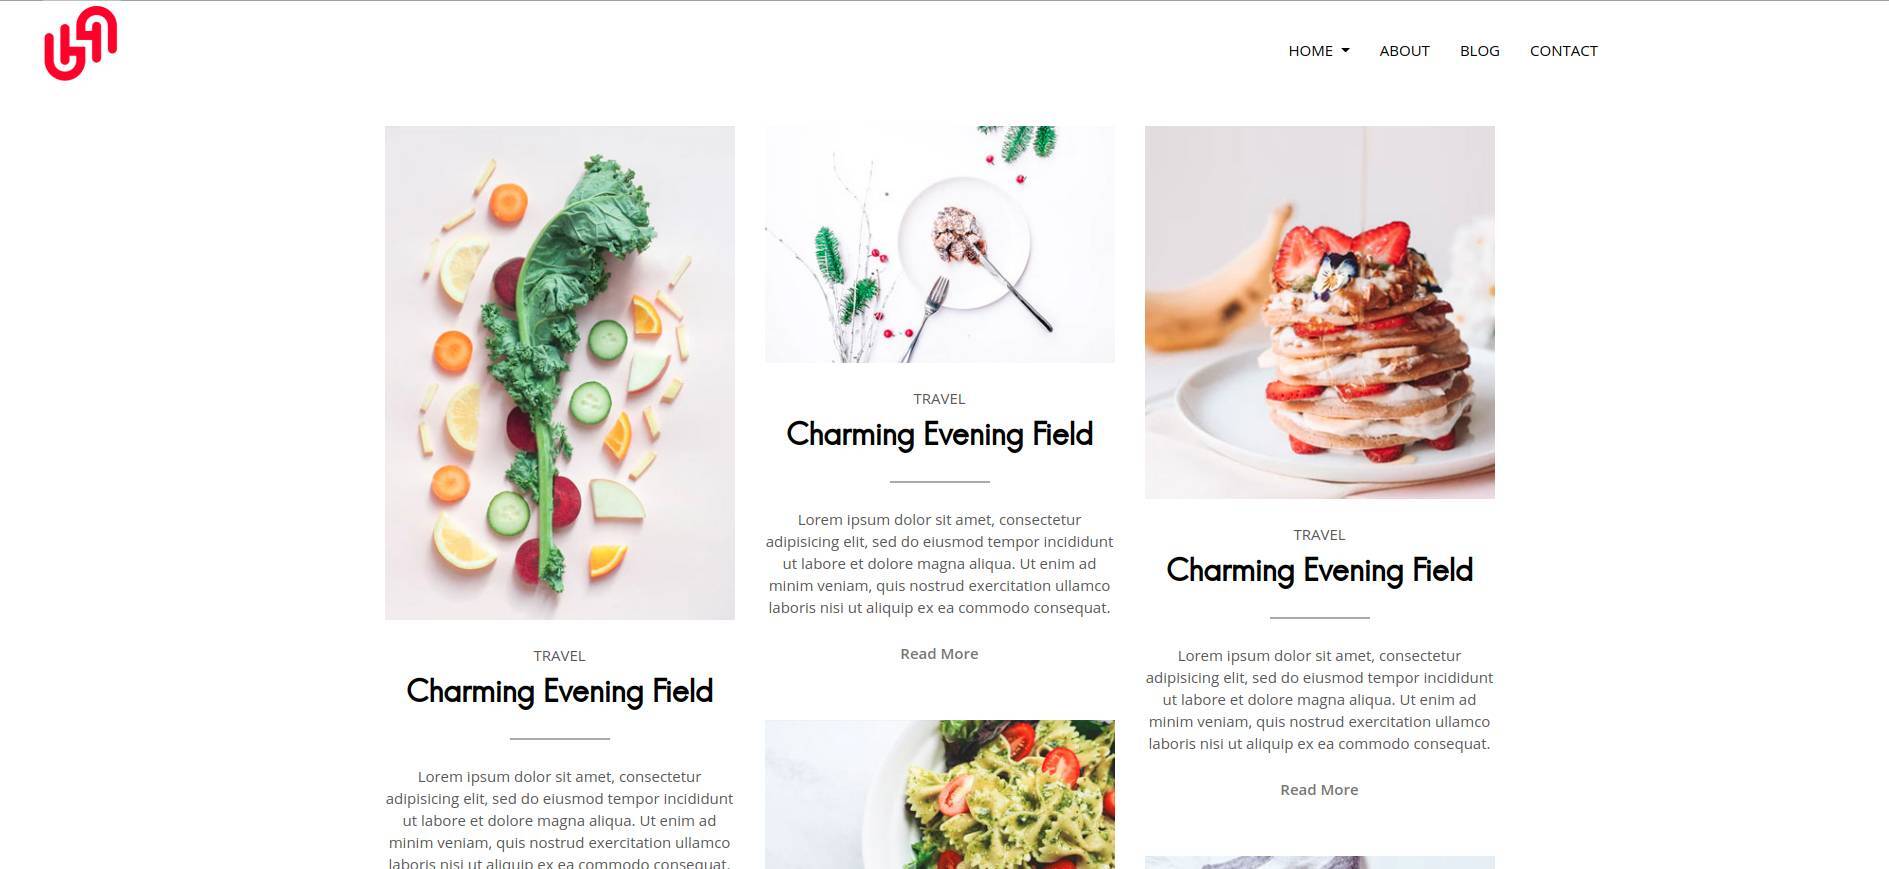 HOME
ABOUT
BLOG
CONTACT
TRAVEL
Charming Evening Field
Lorem ipsum dolor sit amet, consectetur
adipisicing elit, sed do eiusmod tempor incididunt
ut labore et dolore magna aliqua. Ut enim ad
minim veniam, quis nostrud exercitation ullamco
laboris nisi ut aliquip ex ea commodo consequat.
TRAVEL
Charming Evening Field
Lorem ipsum dolor sit amet, consectetur
adipisicing elit, sed do eiusmod tempor incididunt
ut labore et dolore magna aliqua. Ut enim ad
minim veniam, quis nostrud exercitation ullamco
laboris nisi ut aliquip ex ea commodo consequat.
Read More
TRAVEL
Charming Evening Field
Lorem ipsum dolor sit amet, consectetur
adipisicing elit, sed do eiusmod tempor incididunt
ut labore et dolore magna aliqua. Ut enim ad
minim veniam, quis nostrud exercitation ullamco
laboris nisi ut aliquip ex ea commodo consequat.
Read More